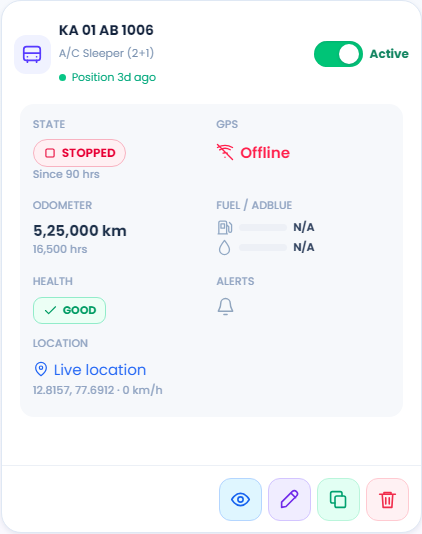 KA 01 AB 1006
A/C Sleeper (2+1)
Position 3d ago
Active
STATE
STOPPED
Since 90 hrs
GPS
Offline
ODOMETER
5,25,000 km
16,500 hrs
FUEL / ADBLUE
N/A
N/A
HEALTH
GOOD
ALERTS
LOCATION
Live location
12.8157, 77.6912 · 0 km/h